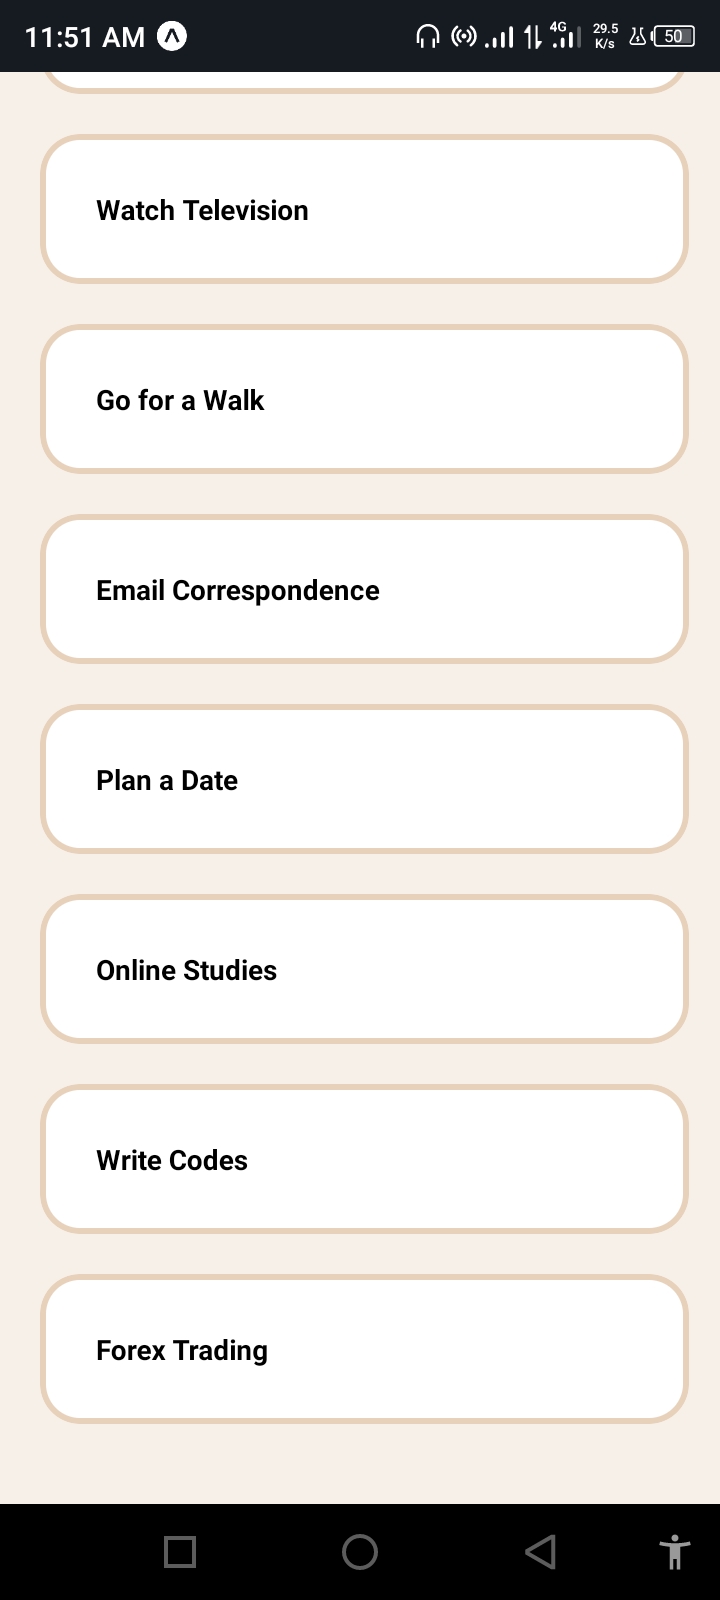 11:51 AM
4G
29.5
K/s
50
Watch Television
Go for a Walk
Email Correspondence
Plan a Date
Online Studies
Write Codes
Forex Trading